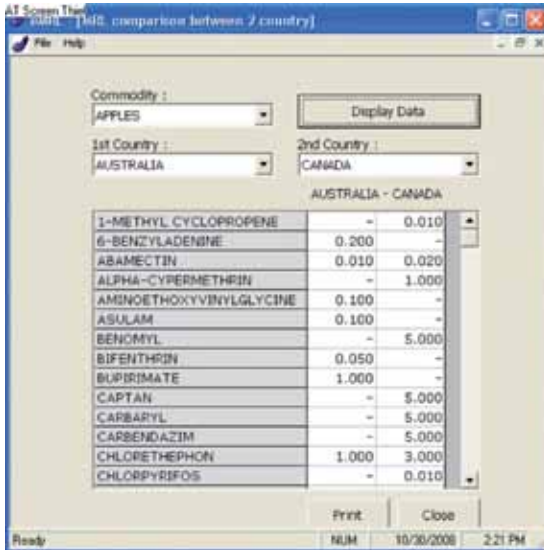 AT Screen Thief
comparison between 2 country]
File Help
Commodity :
APPLES
Display Data
1st Country :
2nd Country :
AUSTRALIA
CANADA
AUSTRALIA - CANADA
1-METHYL CYCLOPROPENE - 0.010
6-BENZYLADENINE 0.200 -
ABAMECTIN 0.010 0.020
ALPHA-CYPERMETHRIN - 1.000
AMINOETHOXYVINYLGLYCINE 0.100 -
ASULAM 0.100 -
BENOMYL - 5.000
BIFENTHRIN 0.050 -
BUPIRIMATE 1.000 -
CAPTAN - 5.000
CARBARYL - 5.000
CARBENDAZIM - 5.000
CHLORETHEPHON 1.000 3.000
CHLORPYRIFOS - 0.010
Print Close
Ready NUM 10/30/2008 2:21 PM